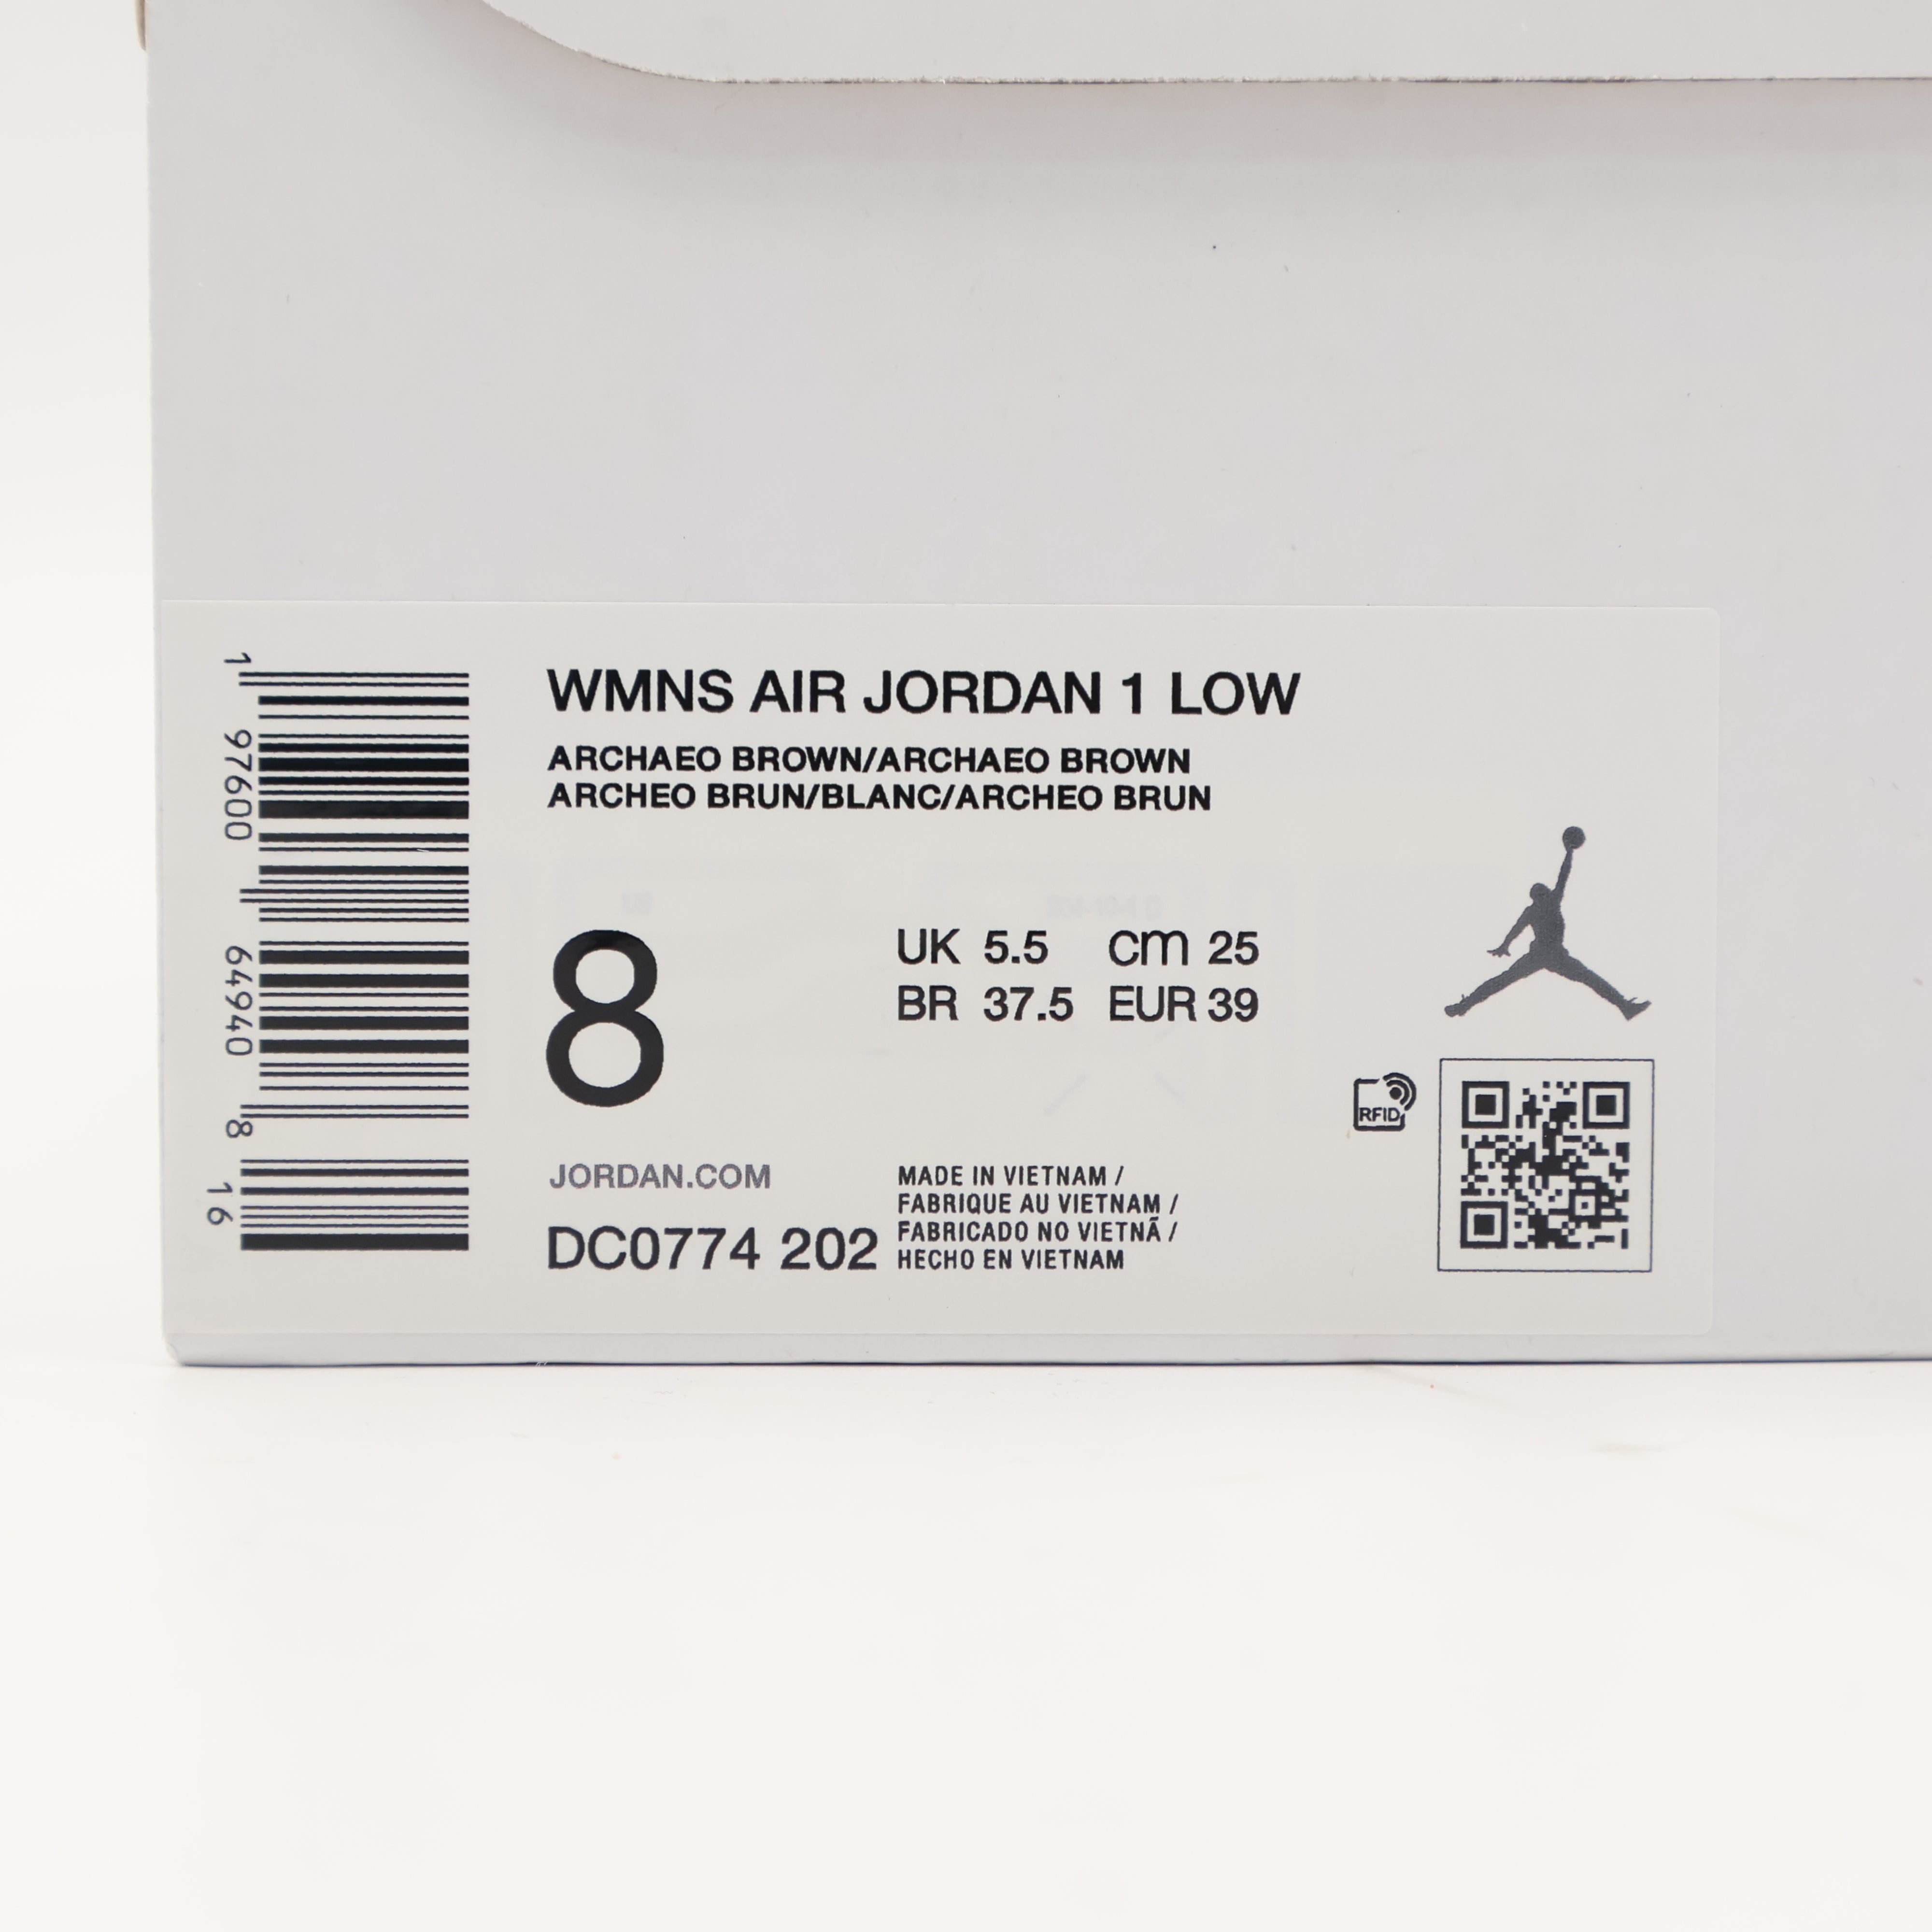 WMNS AIR JORDAN 1 LOW
ARCHAEO BROWN/ARCHAEO BROWN
ARCHEO BRUN/BLANC/ARCHEO BRUN
8
UK 5.5 cm 25
BR 37.5 EUR 39
RFID
JORDAN.COM
DC0774 202
MADE IN VIETNAM /
FABRIQUE AU VIETNAM /
FABRICADO NO VIETNÃ /
HECHO EN VIETNAM
1 97600 64940 8 16